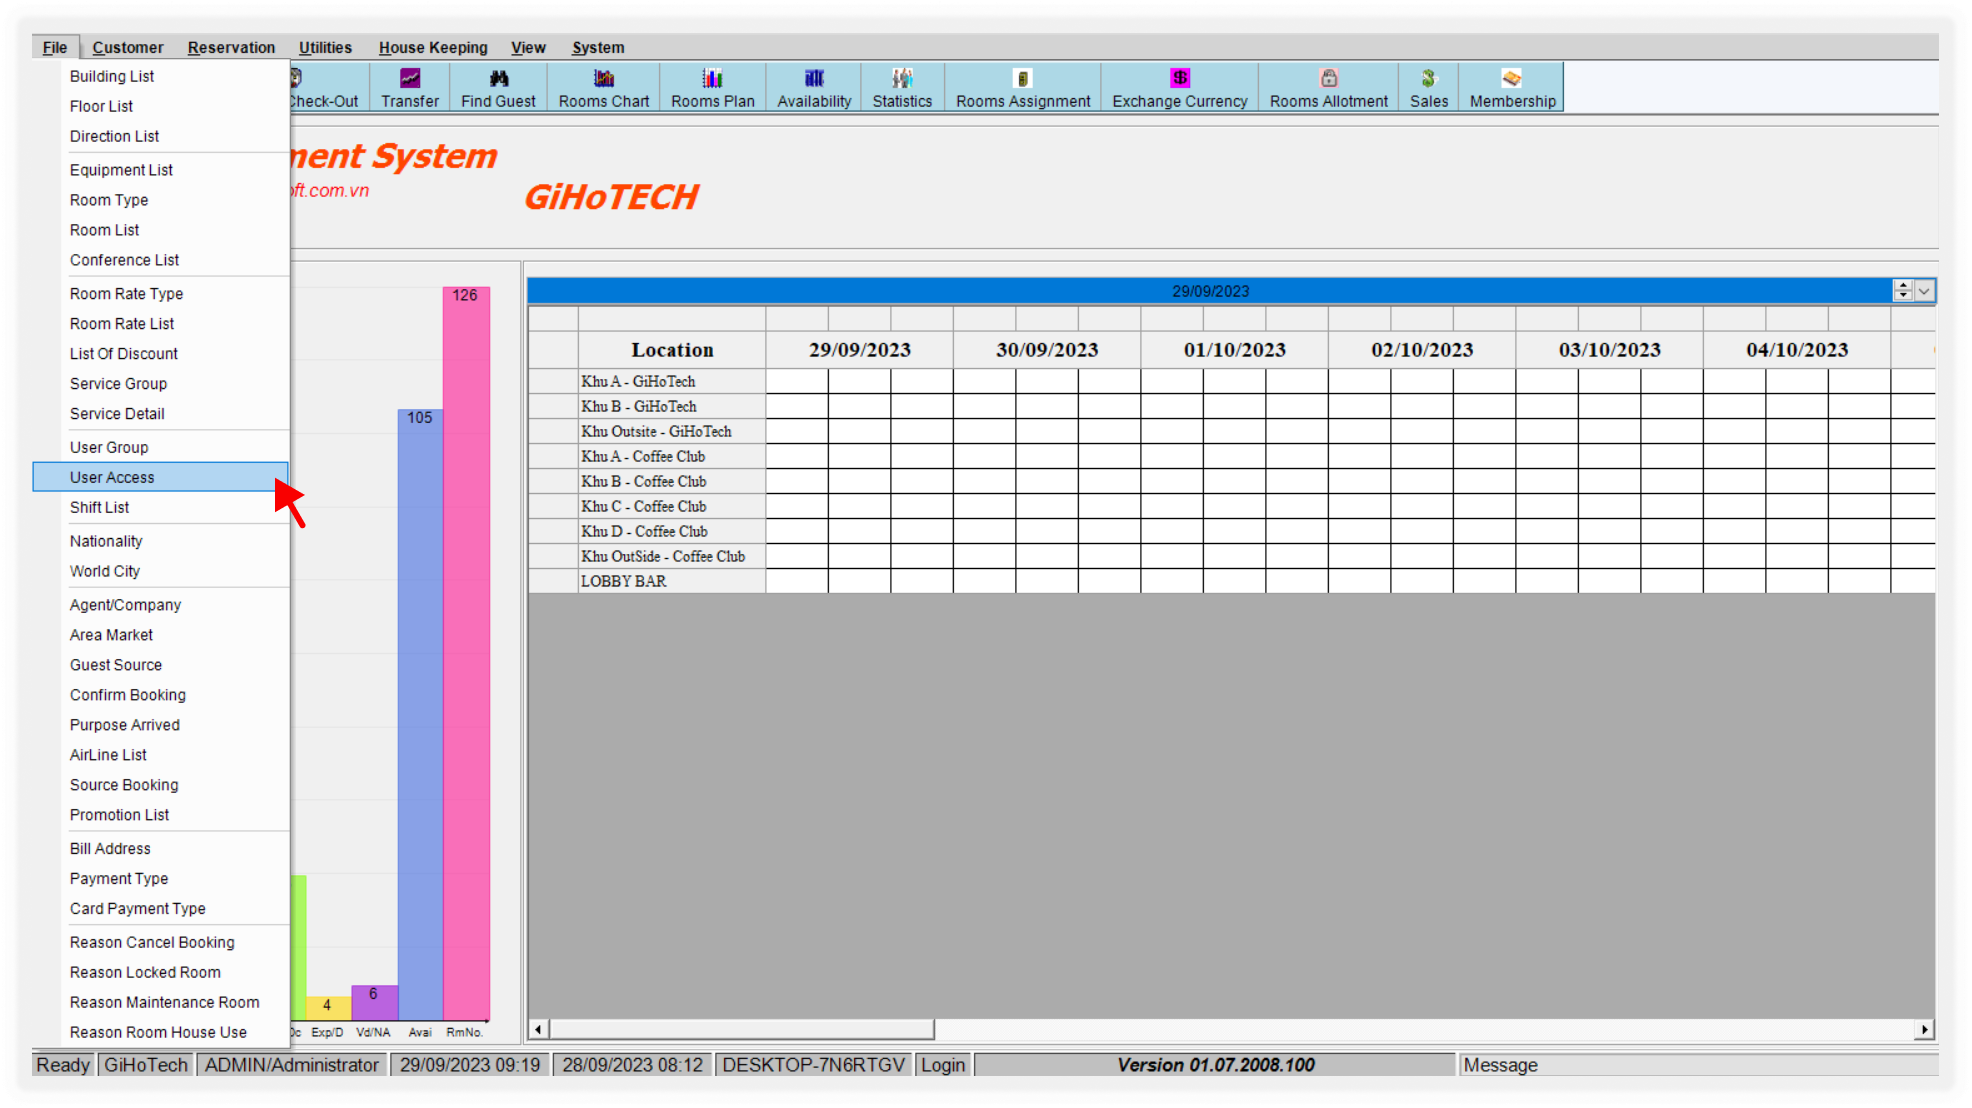 File Customer Reservation Utilities House Keeping View System
Check-Out Transfer Find Guest Rooms Chart Rooms Plan Availability Statistics Rooms Assignment Exchange Currency Rooms Allotment Sales Membership
Building List
Floor List
Direction List
Equipment List
Room Type
Room List
Conference List
Room Rate Type
Room Rate List
List Of Discount
Service Group
Service Detail
User Group
User Access
Shift List
Nationality
World City
Agent/Company
Area Market
Guest Source
Confirm Booking
Purpose Arrived
AirLine List
Source Booking
Promotion List
Bill Address
Payment Type
Card Payment Type
Reason Cancel Booking
Reason Locked Room
Reason Maintenance Room
Reason Room House Use
ment System
oft.com.vn
GiHoTECH
126
105
6
4
Exp/D Vd/NA Avai RmNo.
29/09/2023
Location 29/09/2023 30/09/2023 01/10/2023 02/10/2023 03/10/2023 04/10/2023
Khu A - GiHoTech
Khu B - GiHoTech
Khu Outsite - GiHoTech
Khu A - Coffee Club
Khu B - Coffee Club
Khu C - Coffee Club
Khu D - Coffee Club
Khu OutSide - Coffee Club
LOBBY BAR
Ready GiHoTech ADMIN/Administrator 29/09/2023 09:19 28/09/2023 08:12 DESKTOP-7N6RTGV Login Version 01.07.2008.100 Message